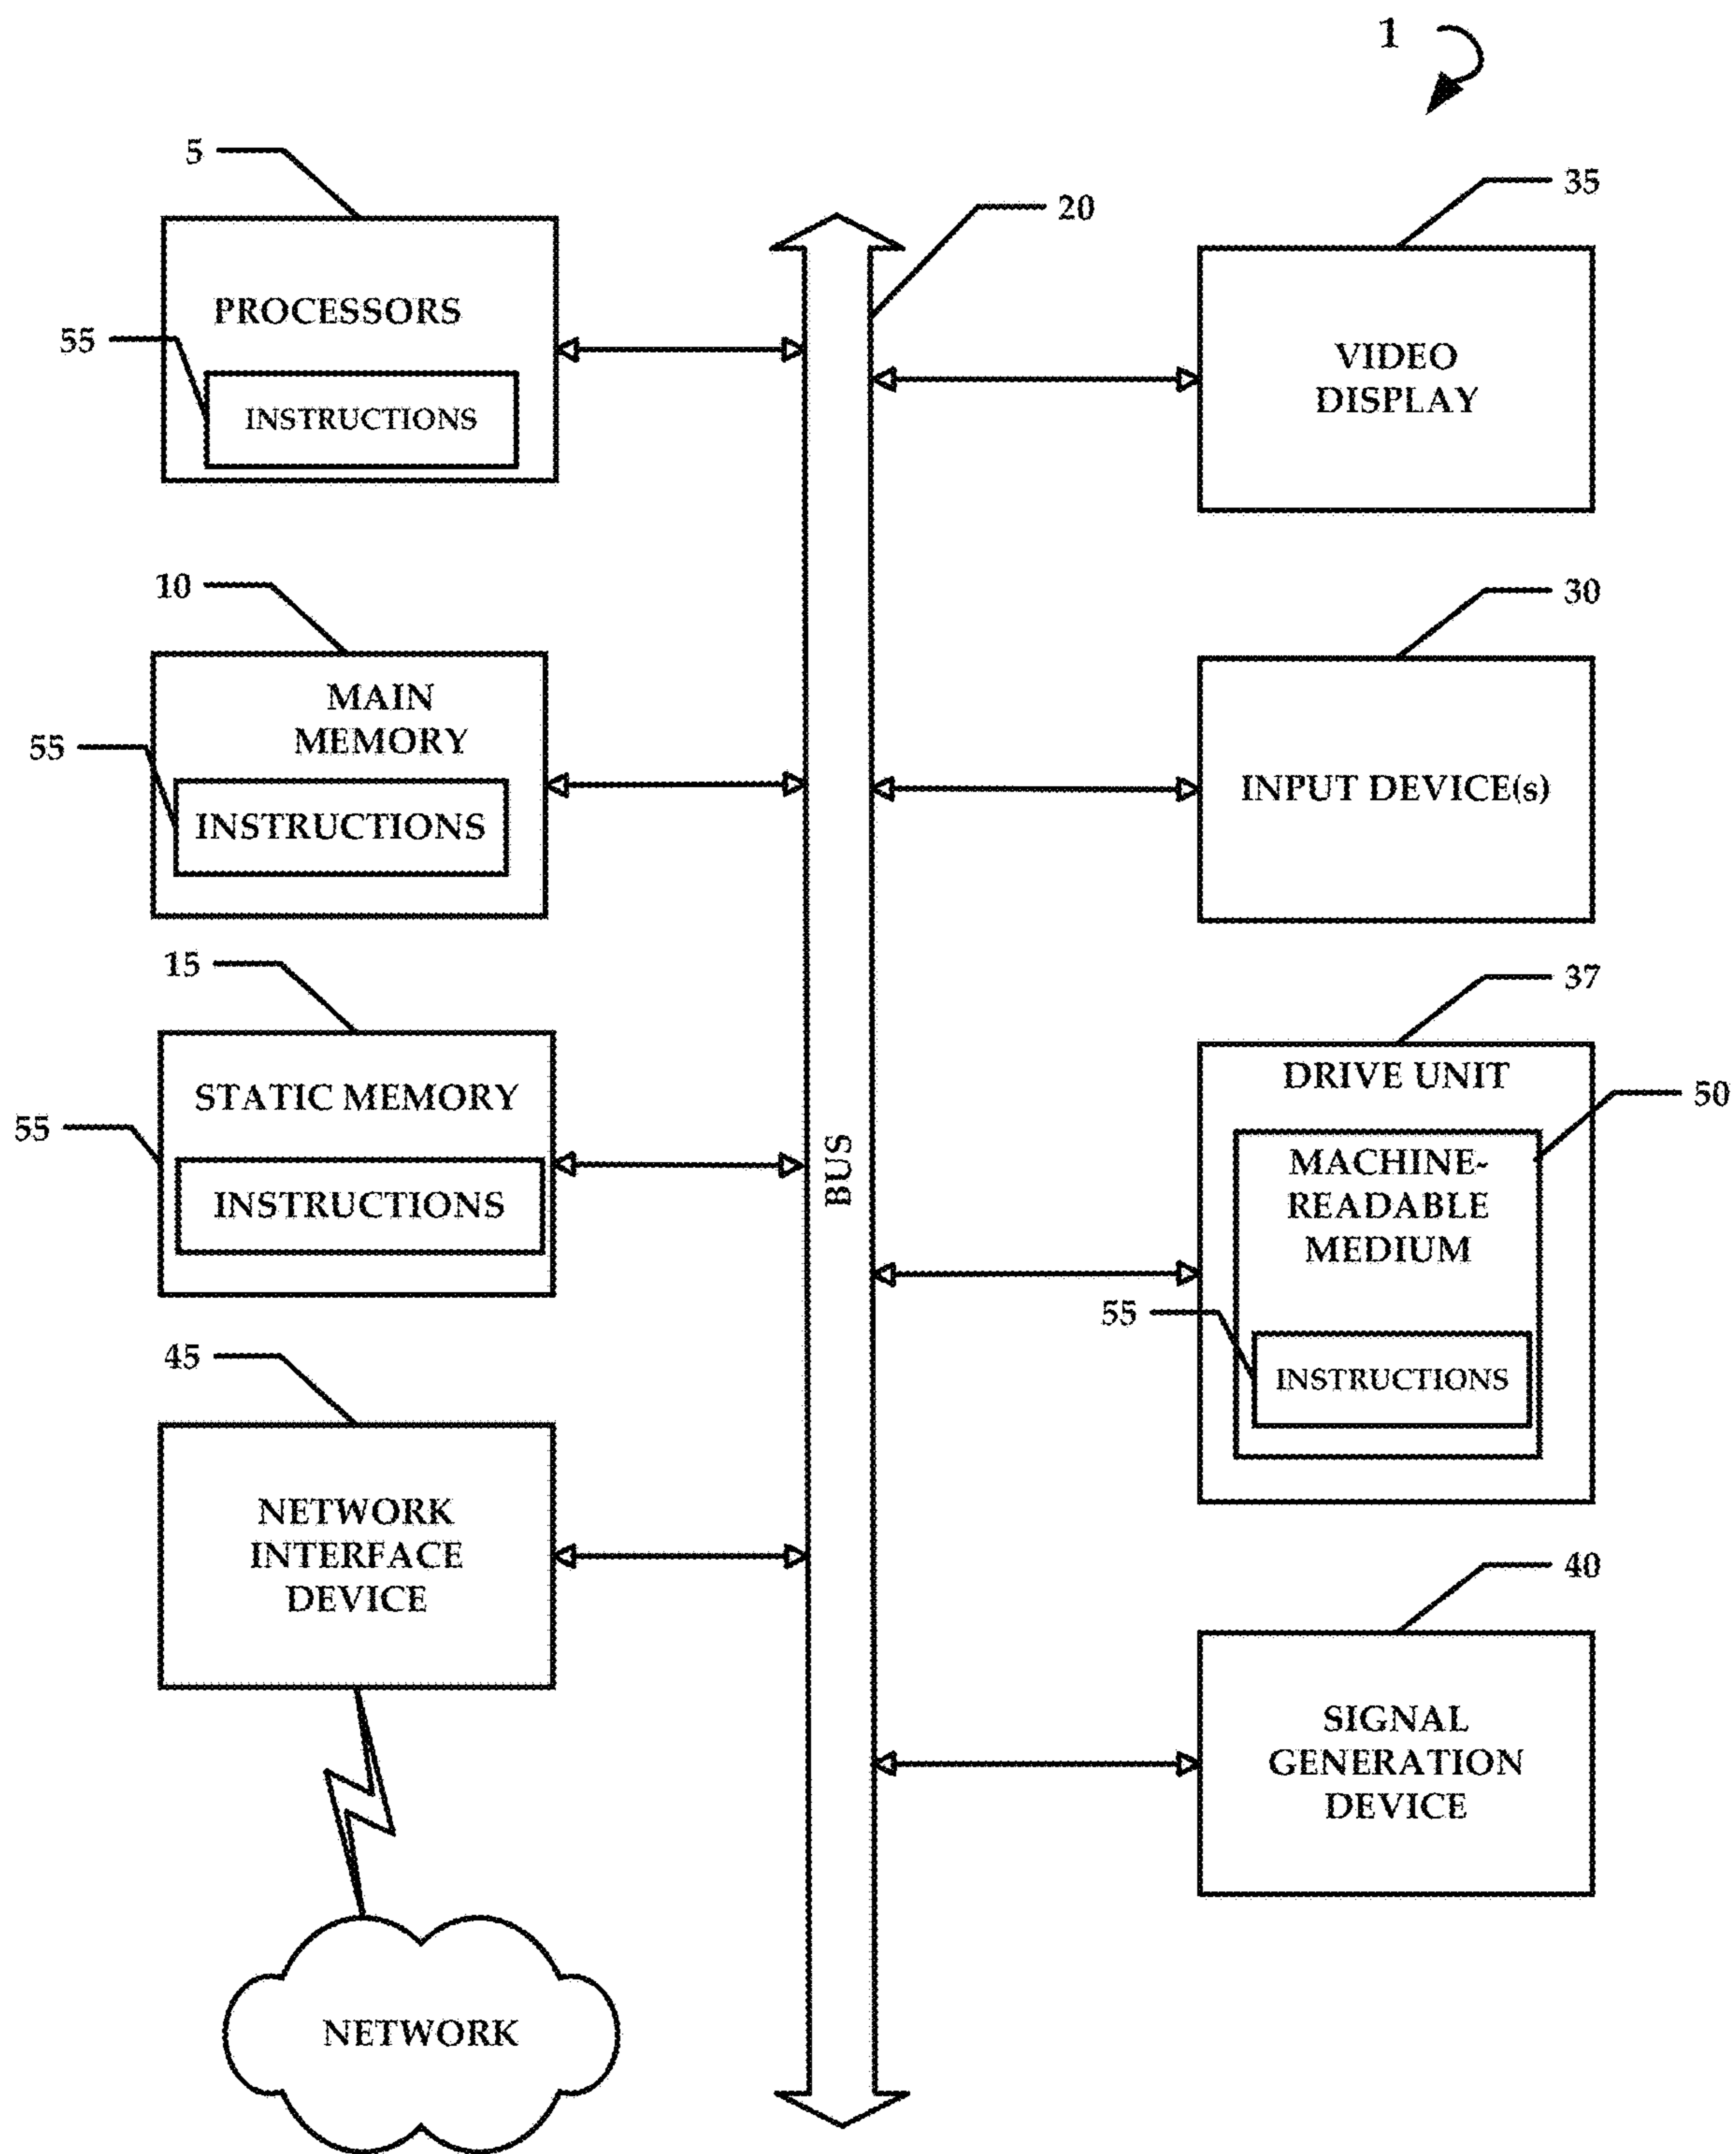 1
5
PROCESSORS
55
INSTRUCTIONS
10
MAIN
MEMORY
55
INSTRUCTIONS
15
STATIC MEMORY
55
INSTRUCTIONS
45
NETWORK
INTERFACE
DEVICE
NETWORK
20
BUS
35
VIDEO
DISPLAY
30
INPUT DEVICE(s)
37
DRIVE UNIT
50
MACHINE-
READABLE
MEDIUM
55
INSTRUCTIONS
40
SIGNAL
GENERATION
DEVICE